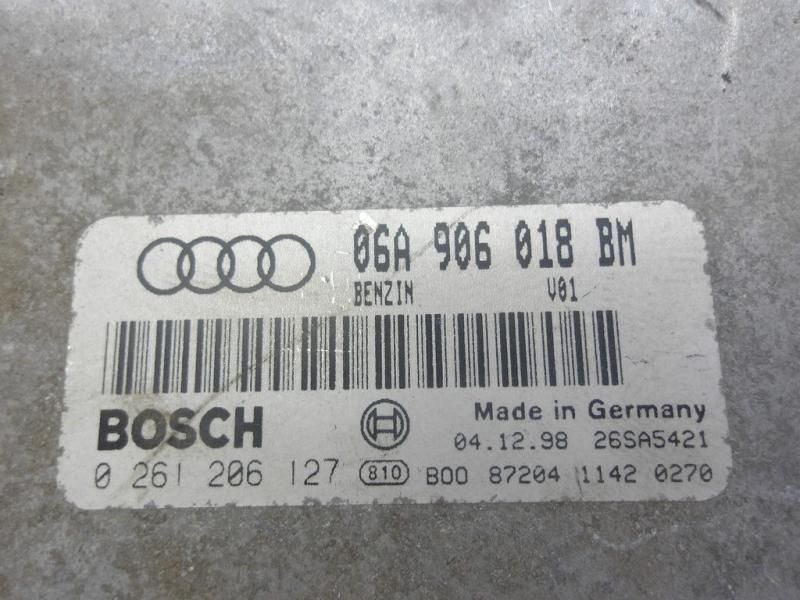 06A 906 018 BM
BENZIN V01
BOSCH
Made in Germany
04.12.98 26SA5421
0 261 206 127 810 B00 87204 1142 0270